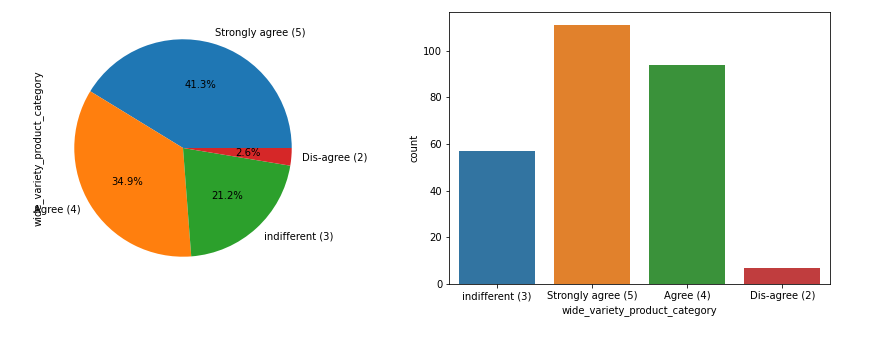 Strongly agree (5)
41.3%
wide_variety_product_category
2.6%
Dis-agree (2)
34.9%
21.2%
Agree (4)
indifferent (3)
100
80
60
40
20
0
count
indifferent (3) Strongly agree (5) Agree (4) Dis-agree (2)
wide_variety_product_category